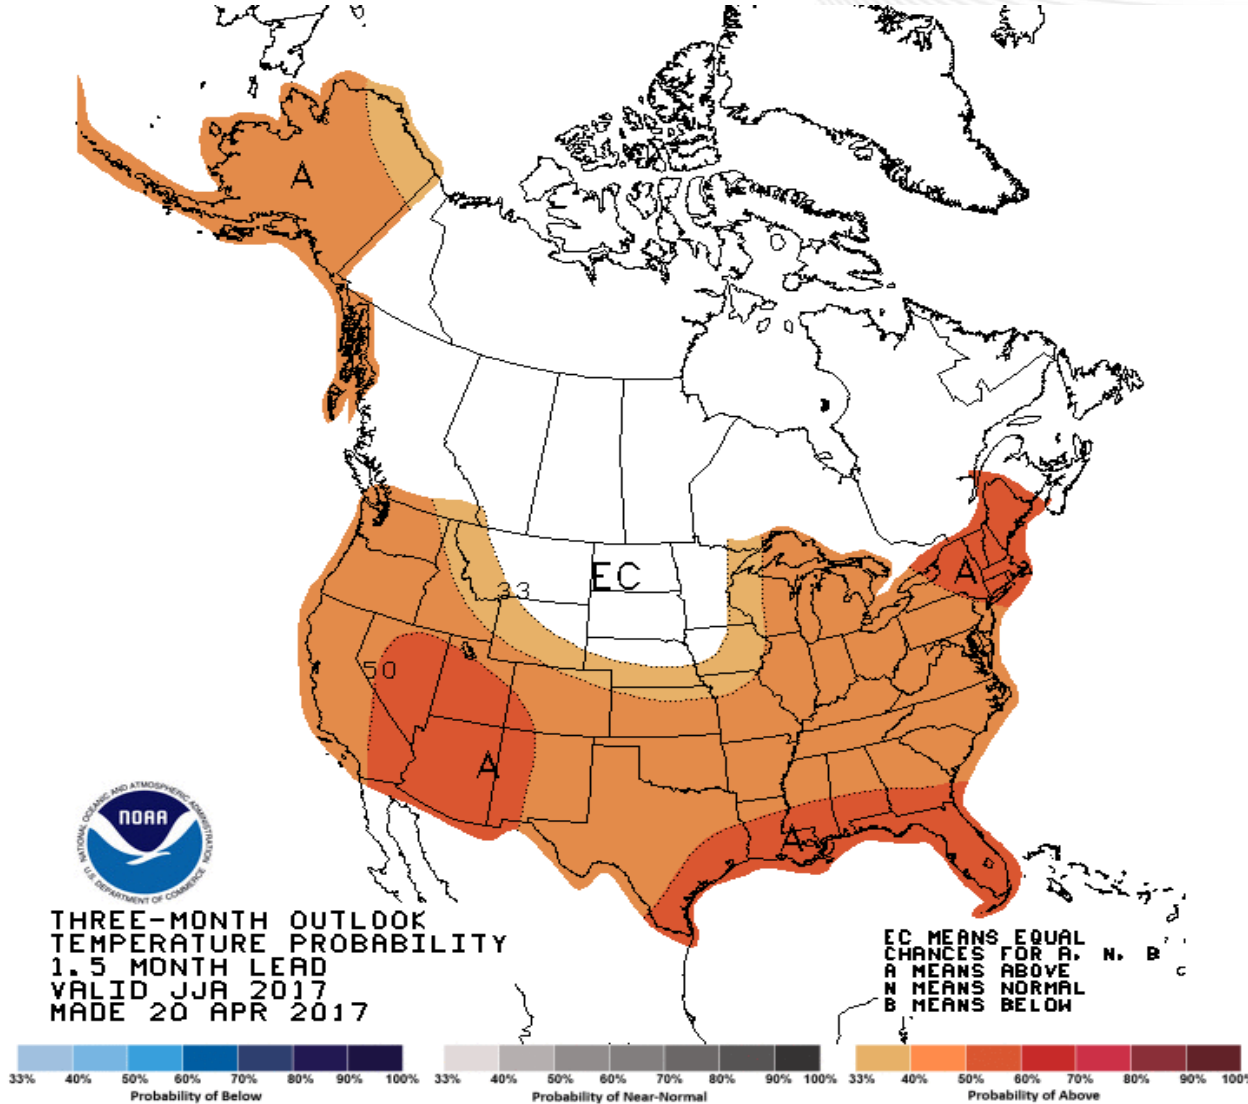 A
EC
33
A
50
A
A
NATIONAL OCEANIC AND ATMOSPHERIC ADMINISTRATION
NOAA
U.S. DEPARTMENT OF COMMERCE
THREE-MONTH OUTLOOK
TEMPERATURE PROBABILITY
1.5 MONTH LEAD
VALID JJA 2017
MADE 20 APR 2017
EC MEANS EQUAL
CHANCES FOR A, N, B
A MEANS ABOVE
N MEANS NORMAL
B MEANS BELOW
33% 40% 50% 60% 70% 80% 90% 100%
Probability of Below
33% 40% 50% 60% 70% 80% 90% 100%
Probability of Near-Normal
33% 40% 50% 60% 70% 80% 90% 100%
Probability of Above